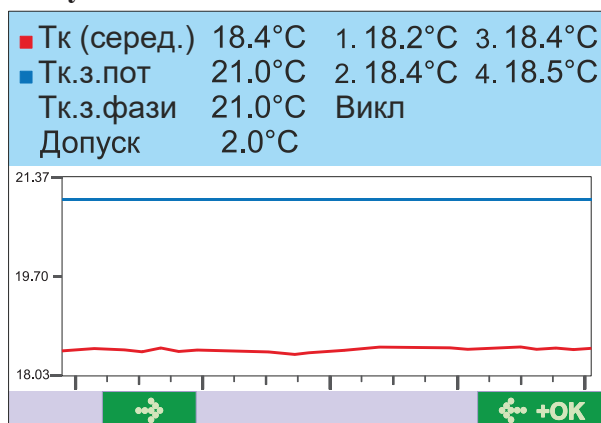 Тк (серед.) 18.4°C 1. 18.2°C 3. 18.4°C
Тк.з.пот 21.0°C 2. 18.4°C 4. 18.5°C
Тк.з.фази 21.0°C Викл
Допуск 2.0°C
21.37
19.70
18.03
+OK